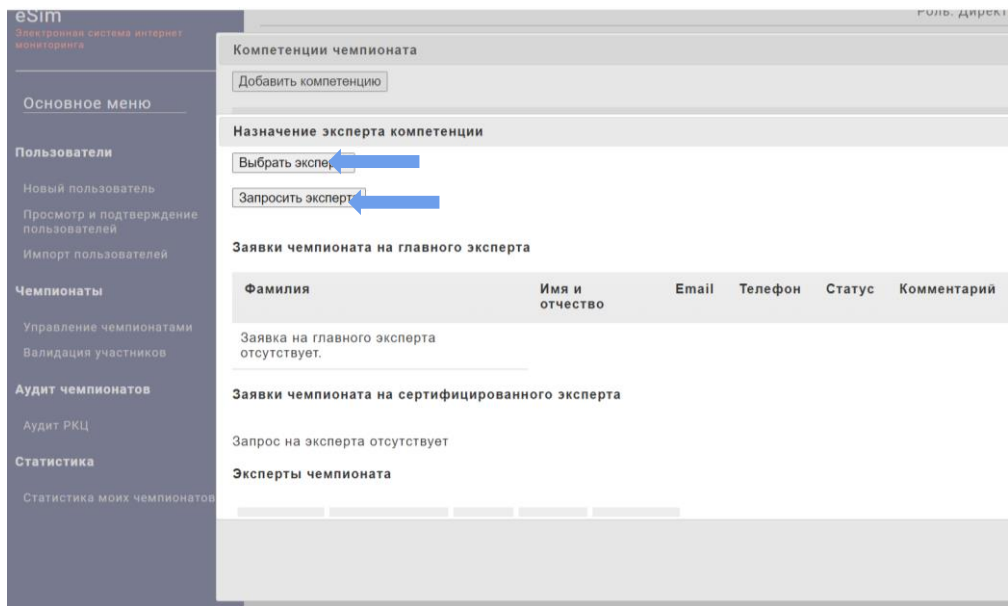 eSim
Роль: Директ
Электронная система интернет
мониторинга
Компетенции чемпионата
Добавить компетенцию
Основное меню
Назначение эксперта компетенции
Пользователи
Выбрать экспер
Новый пользователь
Запросить эксперт
Просмотр и подтверждение
пользователей
Импорт пользователей
Заявки чемпионата на главного эксперта
Чемпионаты
Фамилия Имя и Email Телефон Статус Комментарий
отчество
Управление чемпионатами
Заявка на главного эксперта
отсутствует.
Валидация участников
Аудит чемпионатов
Заявки чемпионата на сертифицированного эксперта
Аудит РКЦ
Запрос на эксперта отсутствует
Статистика
Эксперты чемпионата
Статистика моих чемпионатов